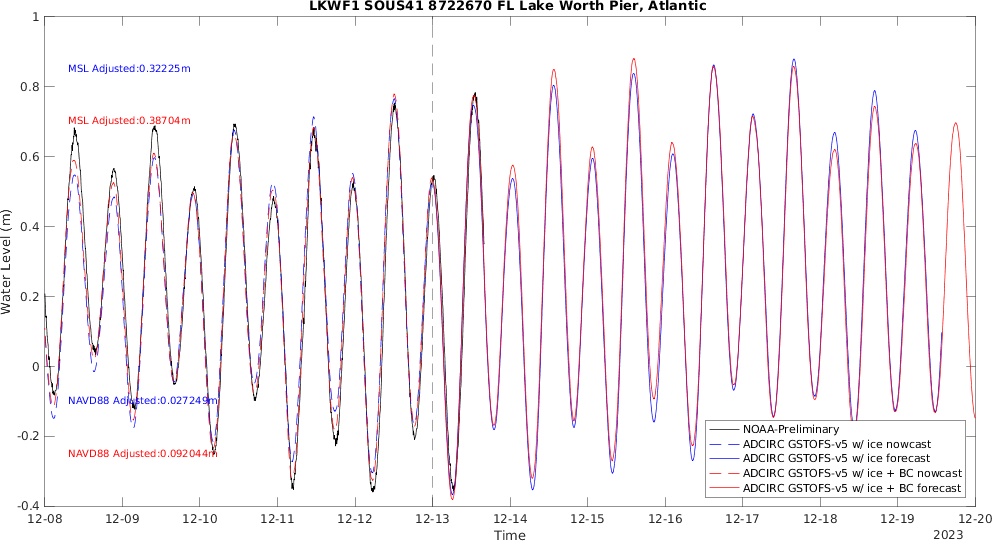 LKWF1 SOUS41 8722670 FL Lake Worth Pier, Atlantic
Water Level (m)
1
0.8
0.6
0.4
0.2
0
-0.2
-0.4
MSL Adjusted:0.32225m
MSL Adjusted:0.38704m
NAVD88 Adjusted:0.027249m
NAVD88 Adjusted:0.092044m
NOAA-Preliminary
ADCIRC GSTOFS-v5 w/ ice nowcast
ADCIRC GSTOFS-v5 w/ ice forecast
ADCIRC GSTOFS-v5 w/ ice + BC nowcast
ADCIRC GSTOFS-v5 w/ ice + BC forecast
12-08 12-09 12-10 12-11 12-12 12-13 12-14 12-15 12-16 12-17 12-18 12-19 12-20
Time
2023